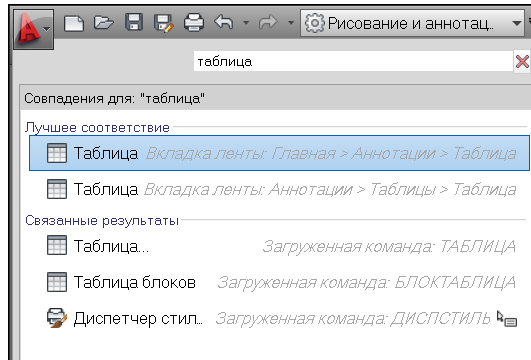 Рисование и аннотац..
таблица
Совпадения для: "таблица"
Лучшее соответствие
Таблица Вкладка ленты: Главная > Аннотации > Таблица
Таблица Вкладка ленты: Аннотации > Таблицы > Таблица
Связанные результаты
Таблица... Загруженная команда: ТАБЛИЦА
Таблица блоков Загруженная команда: БЛОКТАБЛИЦА
Диспетчер стил.. Загруженная команда: ДИСПСТИЛЬ